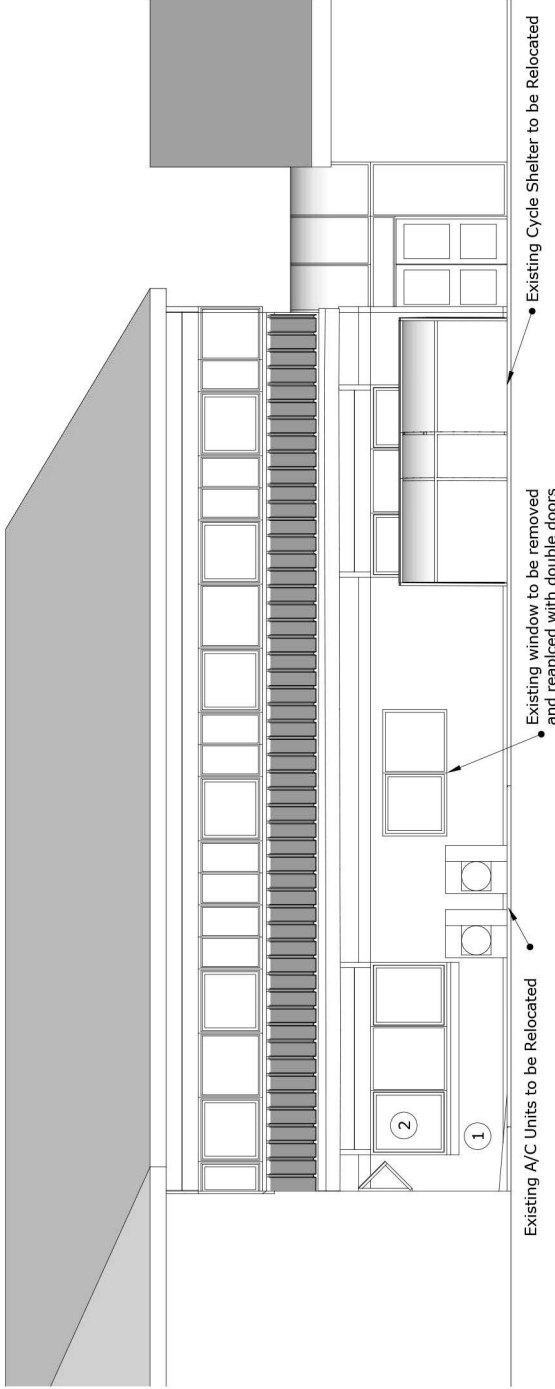 Existing A/C Units to be Relocated
Existing window to be removed
and reaplced with double doors
Existing Cycle Shelter to be Relocated
1
2